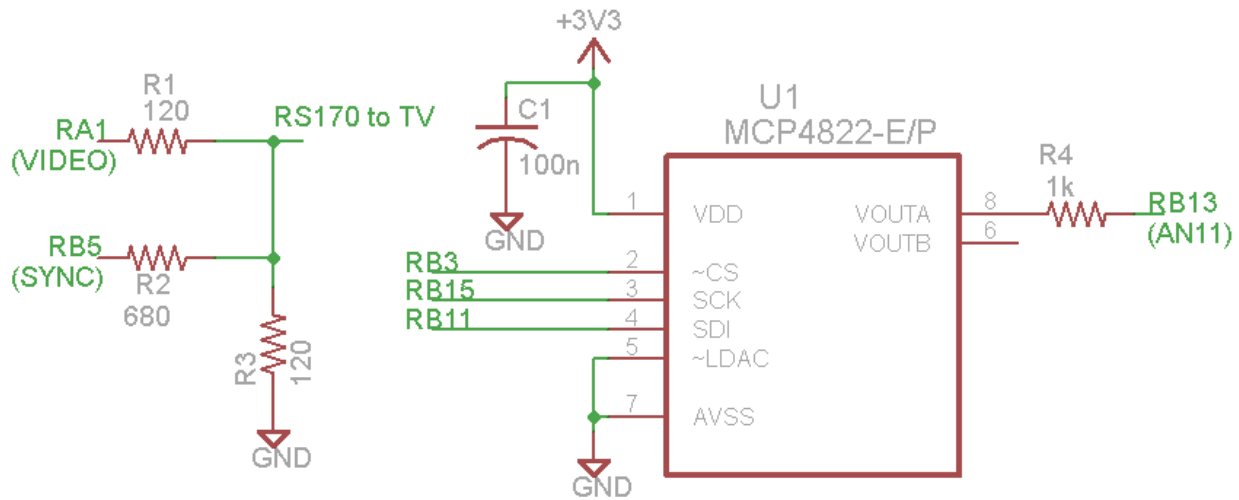 +3V3
R1
120
RA1
(VIDEO)
RS170 to TV
C1
100n
GND
U1
MCP4822-E/P
1
VDD
VOUTA
8
R4
1k
RB13
(AN11)
VOUTB
6
RB5
(SYNC)
R2
680
RB3
2
~CS
RB15
3
SCK
RB11
4
SDI
5
~LDAC
7
AVSS
R3
120
GND
GND